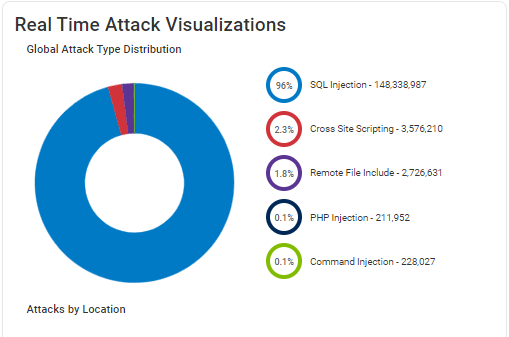 Real Time Attack Visualizations
Global Attack Type Distribution
96% SQL Injection - 148,338,987
2.3% Cross Site Scripting - 3,576,210
1.8% Remote File Include - 2,726,631
0.1% PHP Injection - 211,952
0.1% Command Injection - 228,027
Attacks by Location